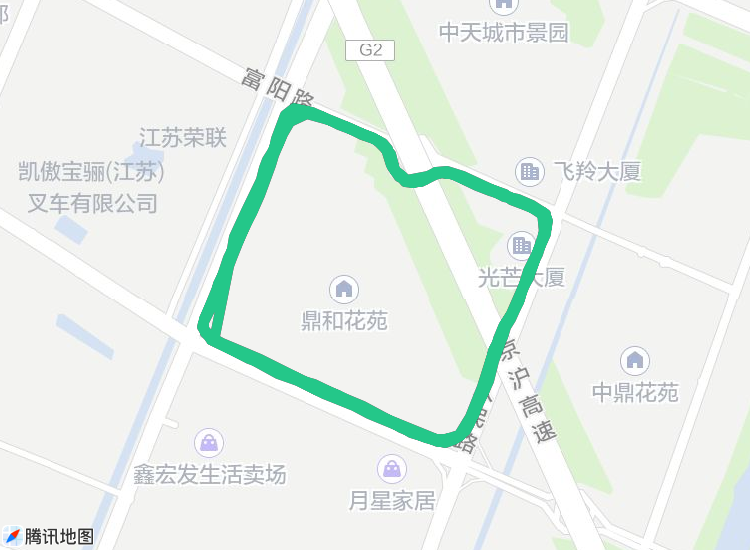 中天城市景园
G2
富阳路
江苏荣联
凯傲宝骊(江苏)
叉车有限公司
飞羚大厦
光芒大厦
鼎和花苑
京沪高速
中鼎花苑
鑫宏发生活卖场
月星家居
腾讯地图